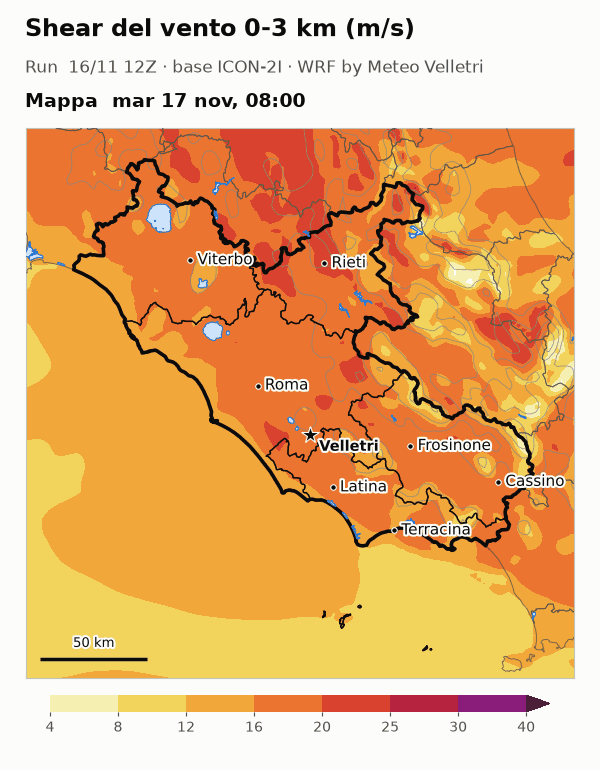 Shear del vento 0-3 km (m/s)
Run  16/11 12Z · base ICON-2I · WRF by Meteo Velletri
Mappa  mar 17 nov, 08:00
Viterbo
Rieti
Roma
Velletri
Frosinone
Cassino
Latina
Terracina
50 km
4 8 12 16 20 25 30 40